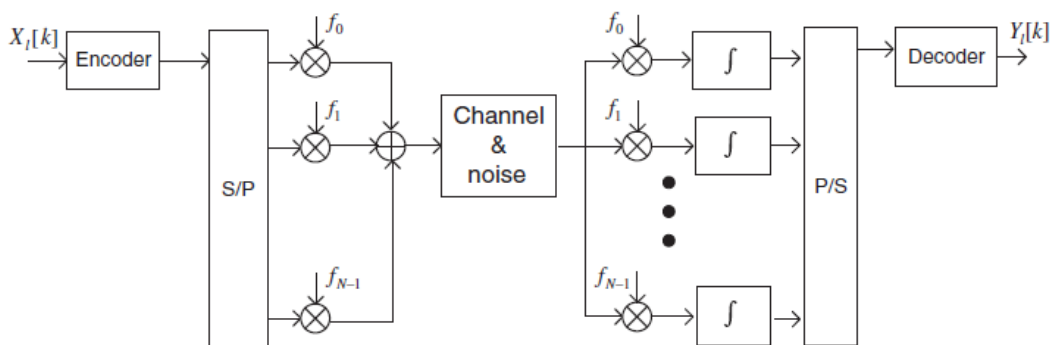 X_l[k]
Encoder
S/P
f_0
f_1
f_{N–1}
Channel
&
noise
f_0
f_1
f_{N–1}
∫
∫
∫
P/S
Decoder
Y_l[k]